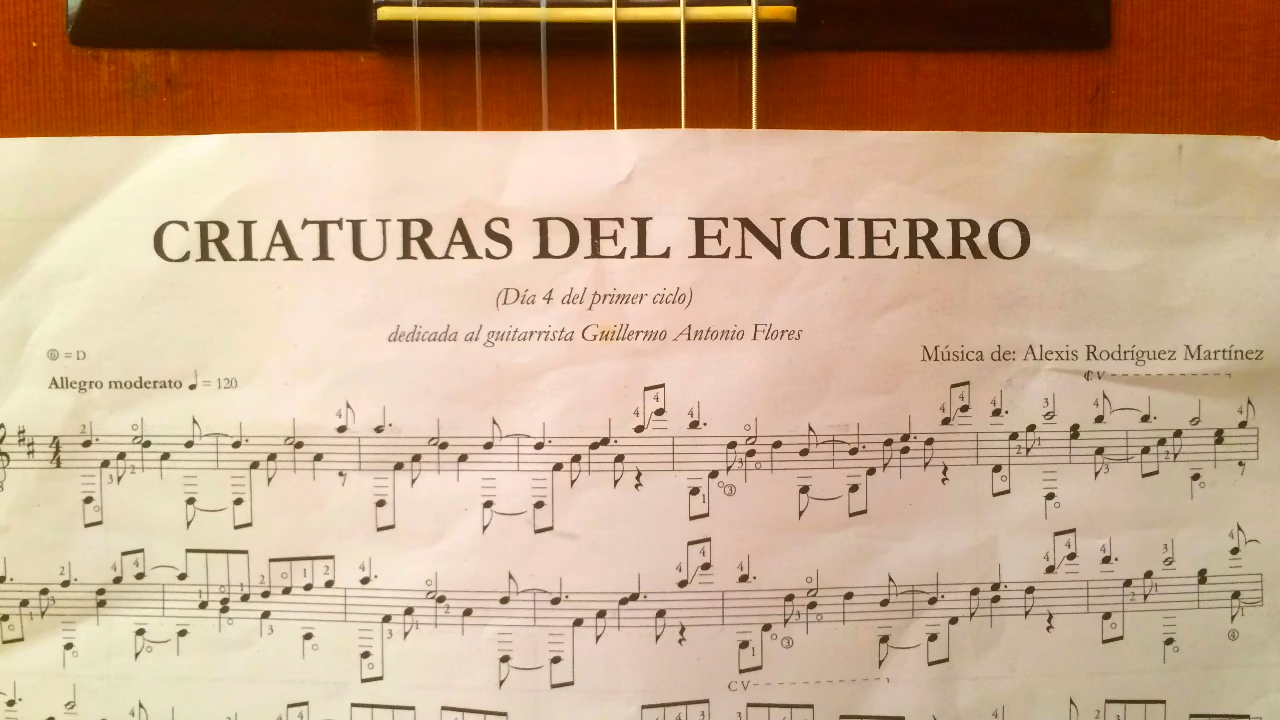 CRIATURAS DEL ENCIERRO
(Día 4 del primer ciclo)
dedicada al guitarrista Guillermo Antonio Flores
⑥ = D
Música de: Alexis Rodríguez Martínez
Allegro moderato ♩ = 120
¢V
CV